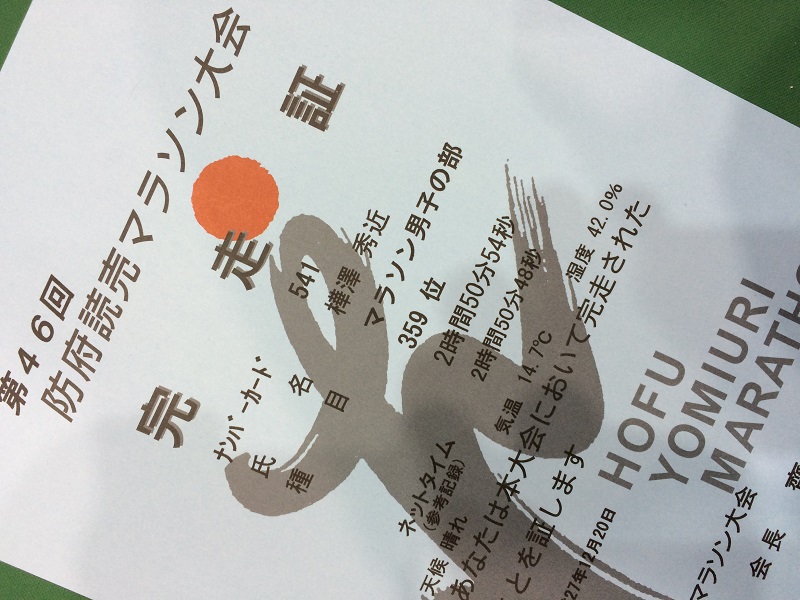 第46回
防府読売マラソン大会
完走証
ナンバーカード 541
氏名 樺澤 秀近
種目 マラソン男子の部
359 位
2時間50分54秒
ネットタイム 2時間50分48秒
(参考記録)
天候 晴れ 気温 14.7℃ 湿度 42.0%
あなたは本大会において完走された
ことを証します
27年12月20日
HOFU
YOMIURI
MARATHO
マラソン大会
会長